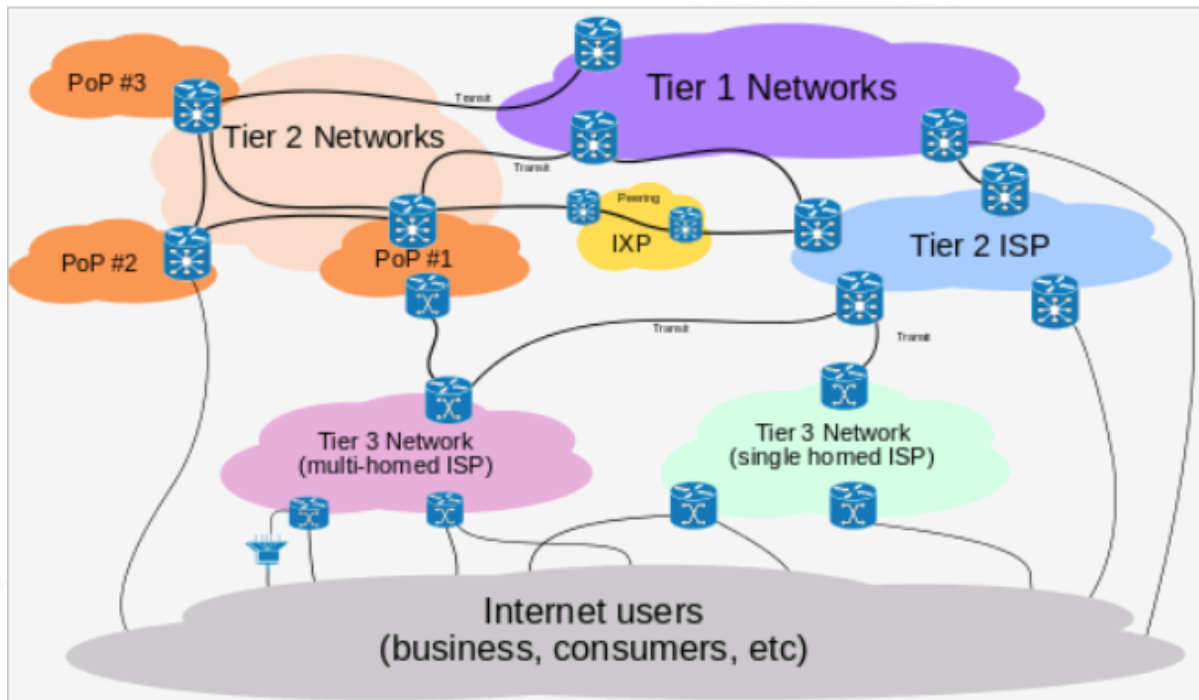 PoP #3
Transit
Tier 1 Networks
Tier 2 Networks
Transit
Peering
IXP
Tier 2 ISP
PoP #2
PoP #1
Transit
Transit
Tier 3 Network
(multi-homed ISP)
Tier 3 Network
(single homed ISP)
Internet users
(business, consumers, etc)